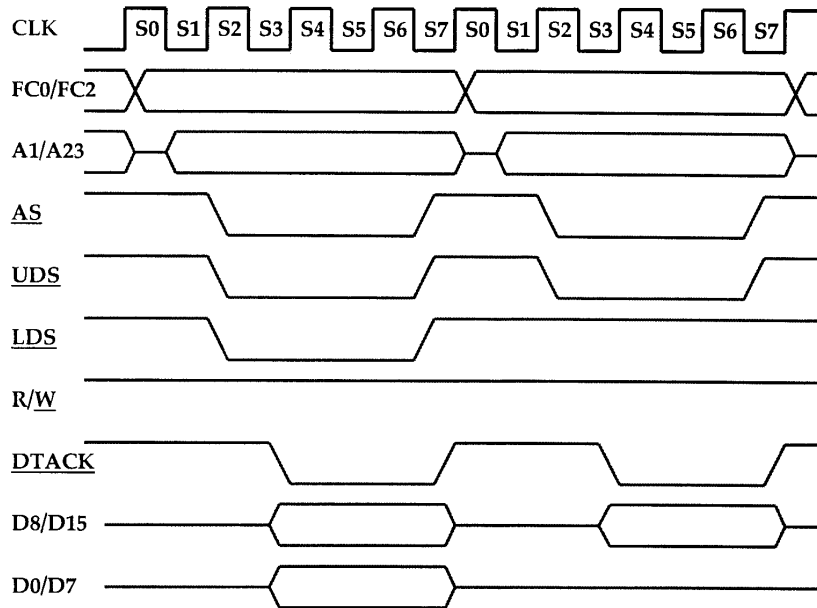 CLK S0 S1 S2 S3 S4 S5 S6 S7 S0 S1 S2 S3 S4 S5 S6 S7
FC0/FC2
A1/A23
AS
UDS
LDS
R/W
DTACK
D8/D15
D0/D7